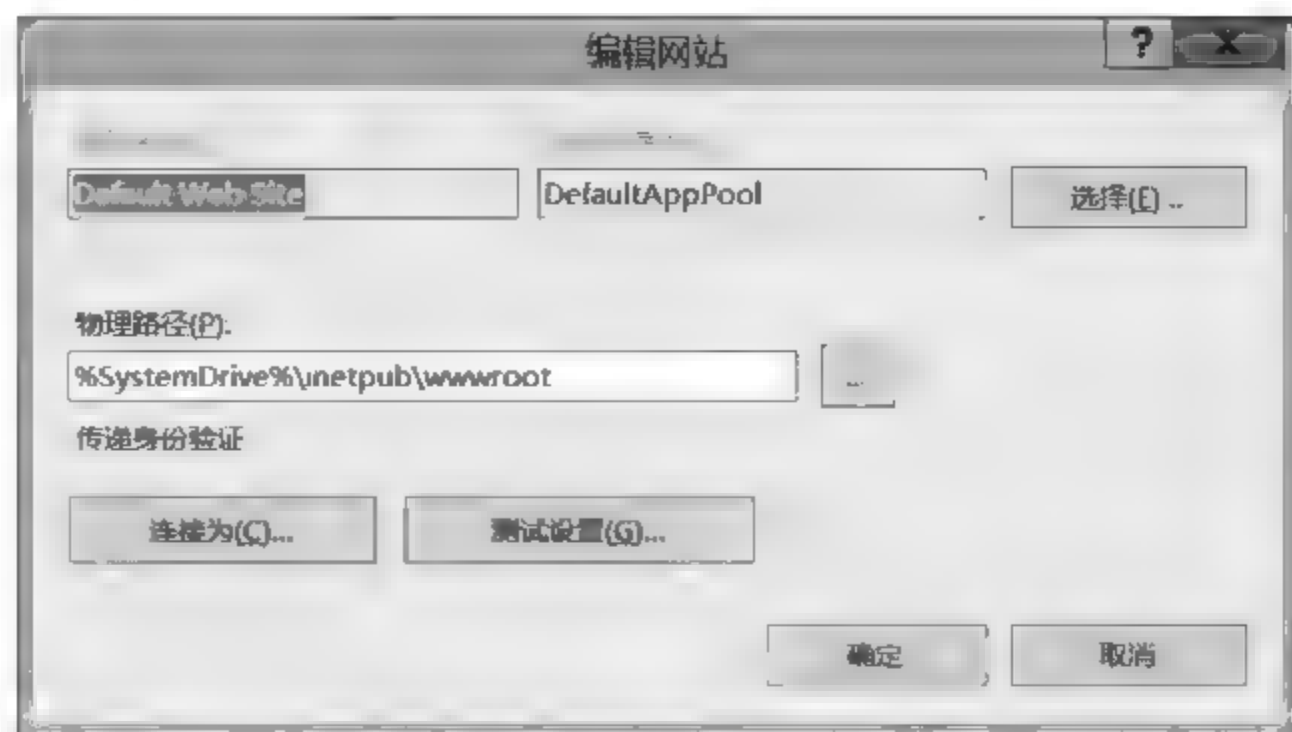 编辑网站
Default Web Site DefaultAppPool 选择(E) ..
物理路径(P).
%SystemDrive%\inetpub\wwwroot ...
传递身份验证
连接为(C)... 测试设置(G)...
确定 取消